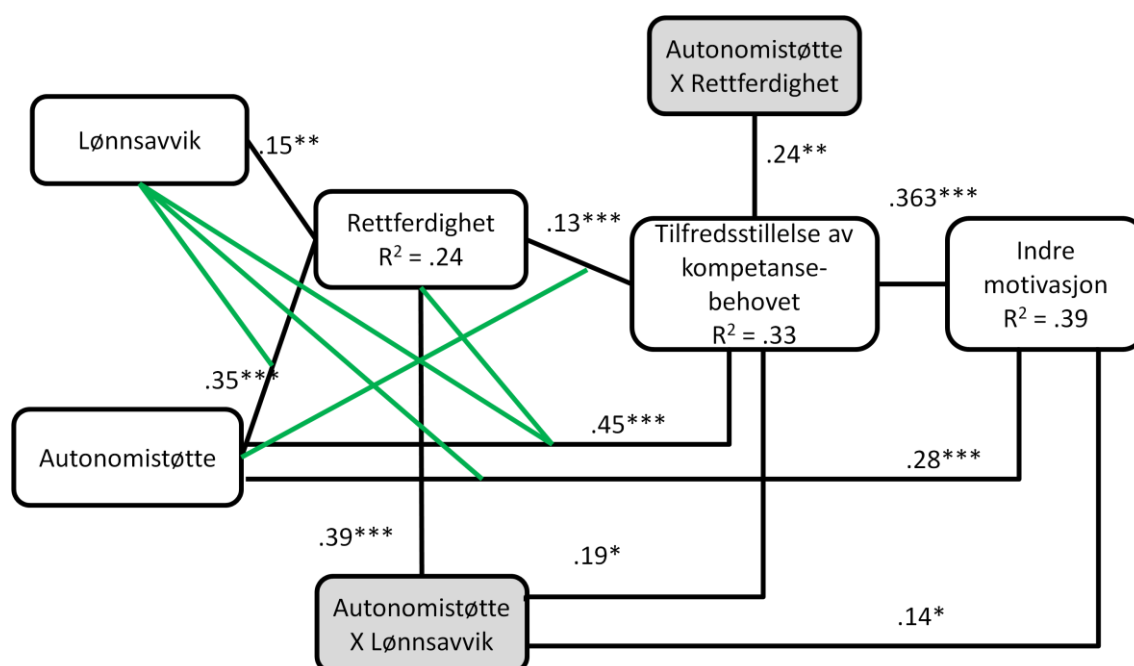 Autonomistøtte
X Rettferdighet
Lønnsavvik
.15**
.24**
Rettferdighet
R² = .24
.13***
Tilfredsstillelse av
kompetanse-
behovet
R² = .33
.363***
Indre
motivasjon
R² = .39
.35***
Autonomistøtte
.45***
.28***
.39***
.19*
Autonomistøtte
X Lønnsavvik
.14*